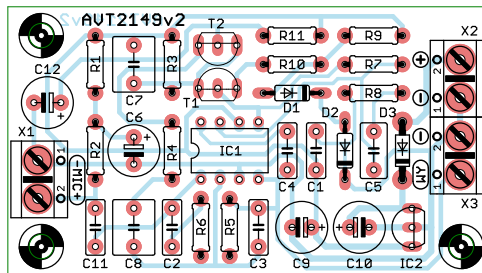 AVT2149v2
T2
X2
R11
R9
C12
R1
R3
R10
R7
+
2
C7
T1
R8
-
1
X1
C6
D1
D2
D3
-
2
1
R2
R4
IC1
-MIC+
C4
C1
C5
WY
1
2
R6
R5
X3
C11
C8
C2
C3
C9
C10
IC2